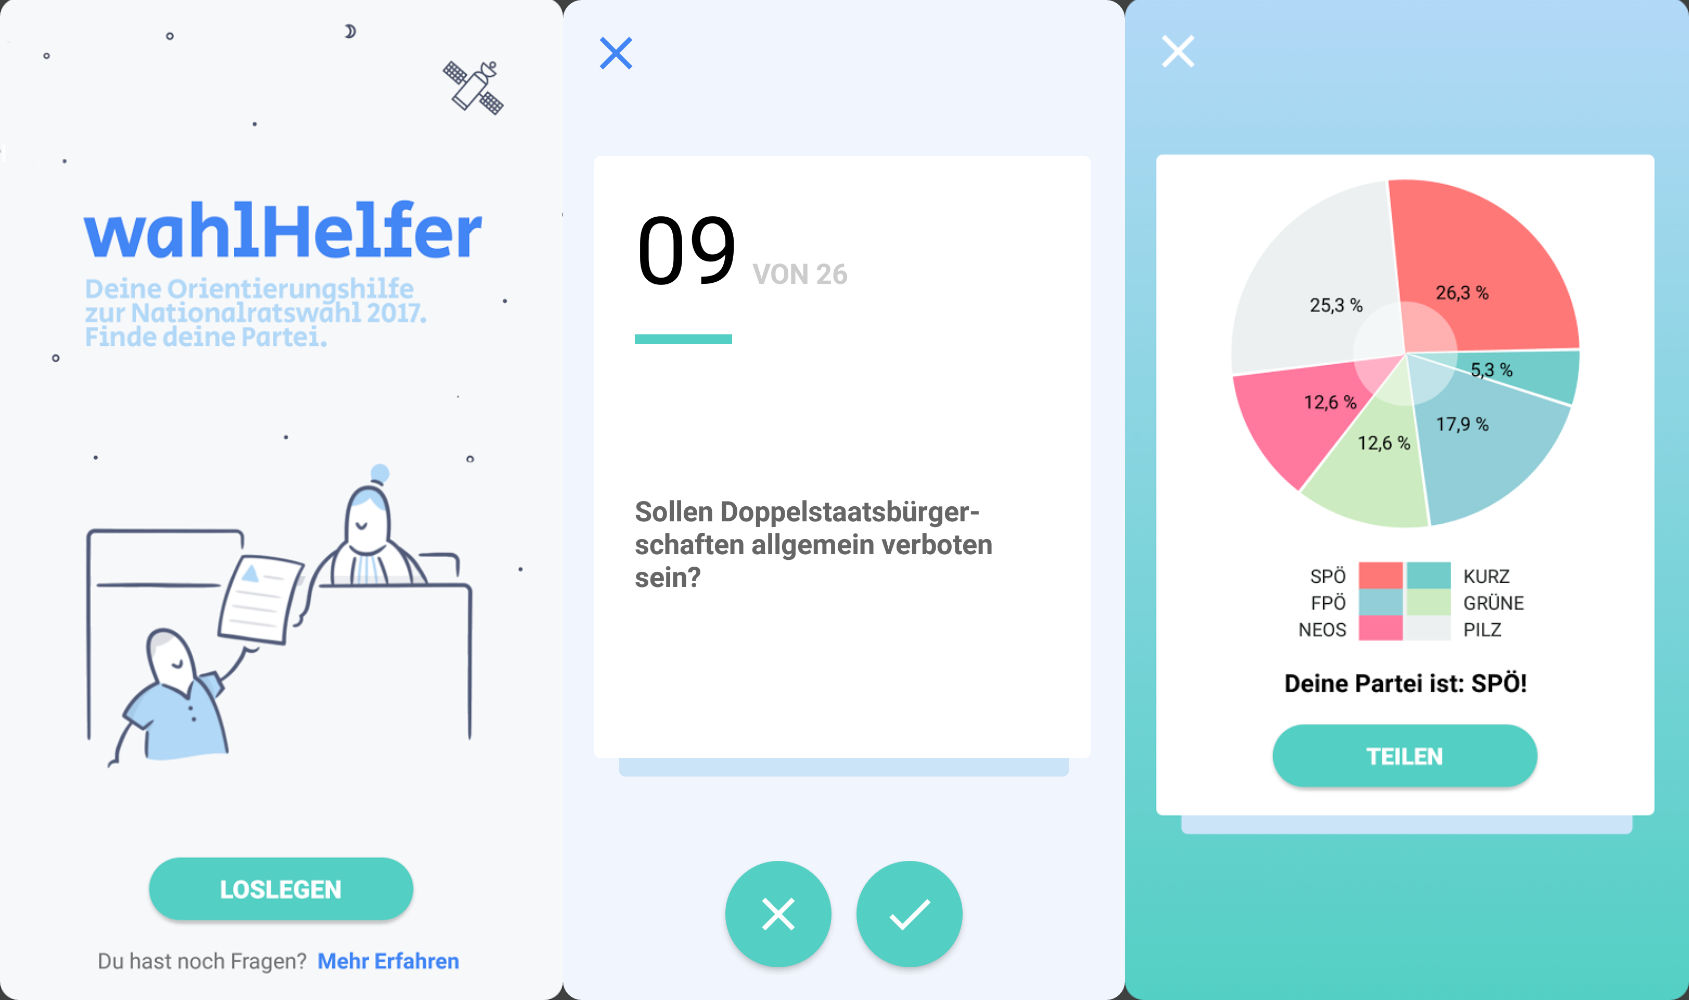 wahlHelfer
Deine Orientierungshilfe
zur Nationalratswahl 2017.
Finde deine Partei.
LOSLEGEN
Du hast noch Fragen? Mehr Erfahren
09 VON 26
Sollen Doppelstaatsbürger-
schaften allgemein verboten
sein?
25,3 %
26,3 %
5,3 %
12,6 %
17,9 %
12,6 %
SPÖ KURZ
FPÖ GRÜNE
NEOS PILZ
Deine Partei ist: SPÖ!
TEILEN